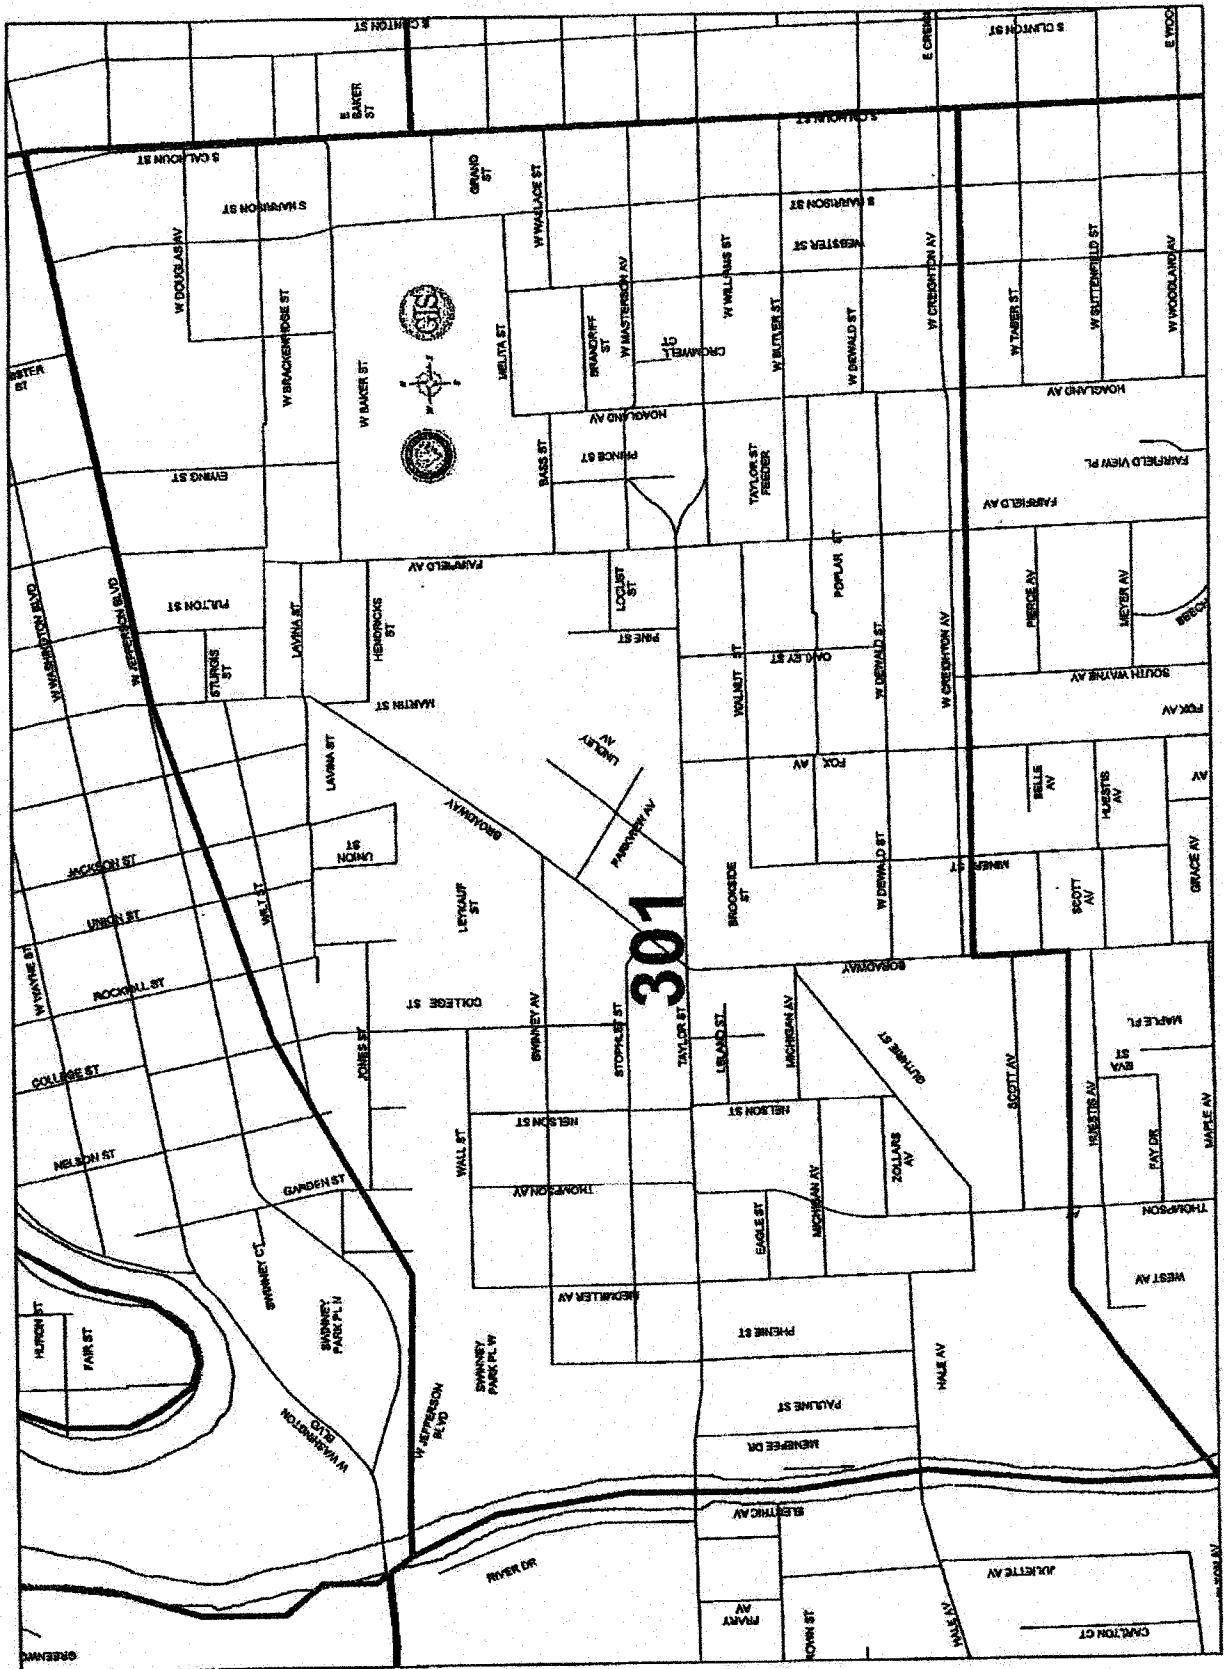 S CLINTON ST
S CLINTON ST
E BAKER
ST
S CALHOUN ST
S CALHOUN ST
GRAND
ST
S HARRISON ST
S HARRISON ST
W DOUGLAS AV
W WALLACE ST
WEBSTER ST
W BRACKENRIDGE ST
GIS
W MASTERSON AV
W WILLIAMS ST
W CREIGHTON AV
W TABER ST
W SUTTENFIELD ST
W WOODLAND AV
W BAKER ST
MELITA ST
BRANDRIFF
ST
CROMWELL
CT
W BUTLER ST
W DEWALD ST
HOAGLAND AV
HOAGLAND AV
EWING ST
BASS ST
PRINCE ST
TAYLOR ST
FEEDER
FAIRFIELD VIEW PL
FAIRFIELD AV
FAIRFIELD AV
W WASHINGTON BLVD
W JEFFERSON BLVD
FULTON ST
LAVINA ST
HENDRICKS
ST
LOCUST
ST
PINE ST
POPLAR ST
PIERCE AV
MEYER AV
STURGIS
ST
WALNUT ST
OAKLEY ST
W DEWALD ST
W CREIGHTON AV
SOUTH WAYNE AV
MARTIN ST
FOX AV
LAVINA ST
LINDLEY
AV
FOX AV
BELLE
AV
HUESTIS
AV
AV
BROADWAY
PARKVIEW AV
JACKSON ST
UNION
ST
W DEWALD ST
MINER ST
GRACE AV
UNION ST
WILT ST
LEYKAUF
ST
BROOKSIDE
ST
SCOTT
AV
301
W WAYNE ST
ROCKHILL ST
BROADWAY
COLLEGE ST
SWINNEY AV
STOPHLET ST
TAYLOR ST
LELAND ST
MICHIGAN AV
MAPLE PL
COLLEGE ST
JONES ST
GUTHRIE ST
SCOTT AV
EVA
ST
NELSON ST
NELSON ST
NELSON ST
HUESTIS AV
MAPLE AV
WALL ST
ZOLLARS
AV
FAY DR
GARDEN ST
THOMPSON AV
MICHIGAN AV
THOMPSON
EAGLE ST
SWINNEY CT
WEST AV
NIEDMILLER AV
HURON ST
FAIR ST
SWINNEY
PARK PL N
PHENIE ST
SWINNEY
PARK PL W
HALE AV
W WASHINGTON
BLVD
W JEFFERSON
BLVD
PAULINE ST
MENEFEE DR
ELECTRIC AV
RIVER DR
JULIETTE AV
FRARY
AV
HALE AV
CARLTON CT